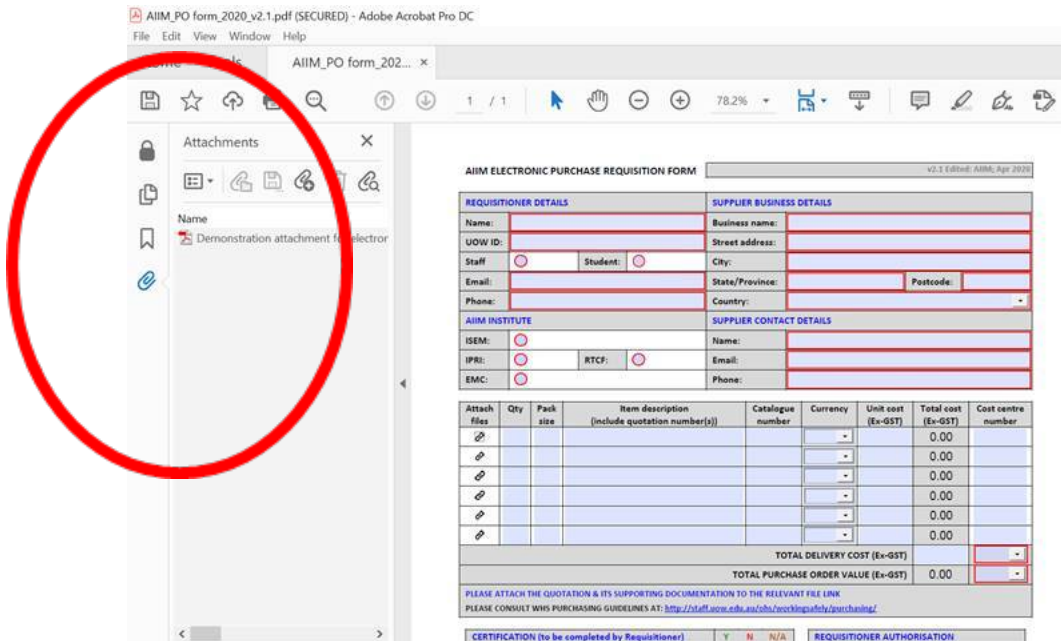 AIIM_PO form_2020_v2.1.pdf (SECURED) - Adobe Acrobat Pro DC
File Edit View Window Help
AIIM_PO form_202... ×
1 / 1 78.2%
Attachments
Name
Demonstration attachment for electror
AIIM ELECTRONIC PURCHASE REQUISITION FORM v2.1 Edited: AIIM; Apr 2020
REQUISITIONER DETAILS SUPPLIER BUSINESS DETAILS
Name: Business name:
UOW ID: Street address:
Staff Student: City:
Email: State/Province: Postcode:
Phone: Country:
AIIM INSTITUTE SUPPLIER CONTACT DETAILS
ISEM: Name:
IPRI: RTCF: Email:
EMC: Phone:
Attach files Qty Pack size Item description (include quotation number(s)) Catalogue number Currency Unit cost (Ex-GST) Total cost (Ex-GST) Cost centre number
0.00
0.00
0.00
0.00
0.00
0.00
TOTAL DELIVERY COST (Ex-GST)
TOTAL PURCHASE ORDER VALUE (Ex-GST) 0.00
PLEASE ATTACH THE QUOTATION & ITS SUPPORTING DOCUMENTATION TO THE RELEVANT FILE LINK
PLEASE CONSULT WHS PURCHASING GUIDELINES AT: http://staff.uow.edu.au/ohs/workingsafely/purchasing/
CERTIFICATION (to be completed by Requisitioner) Y N N/A REQUISITIONER AUTHORISATION